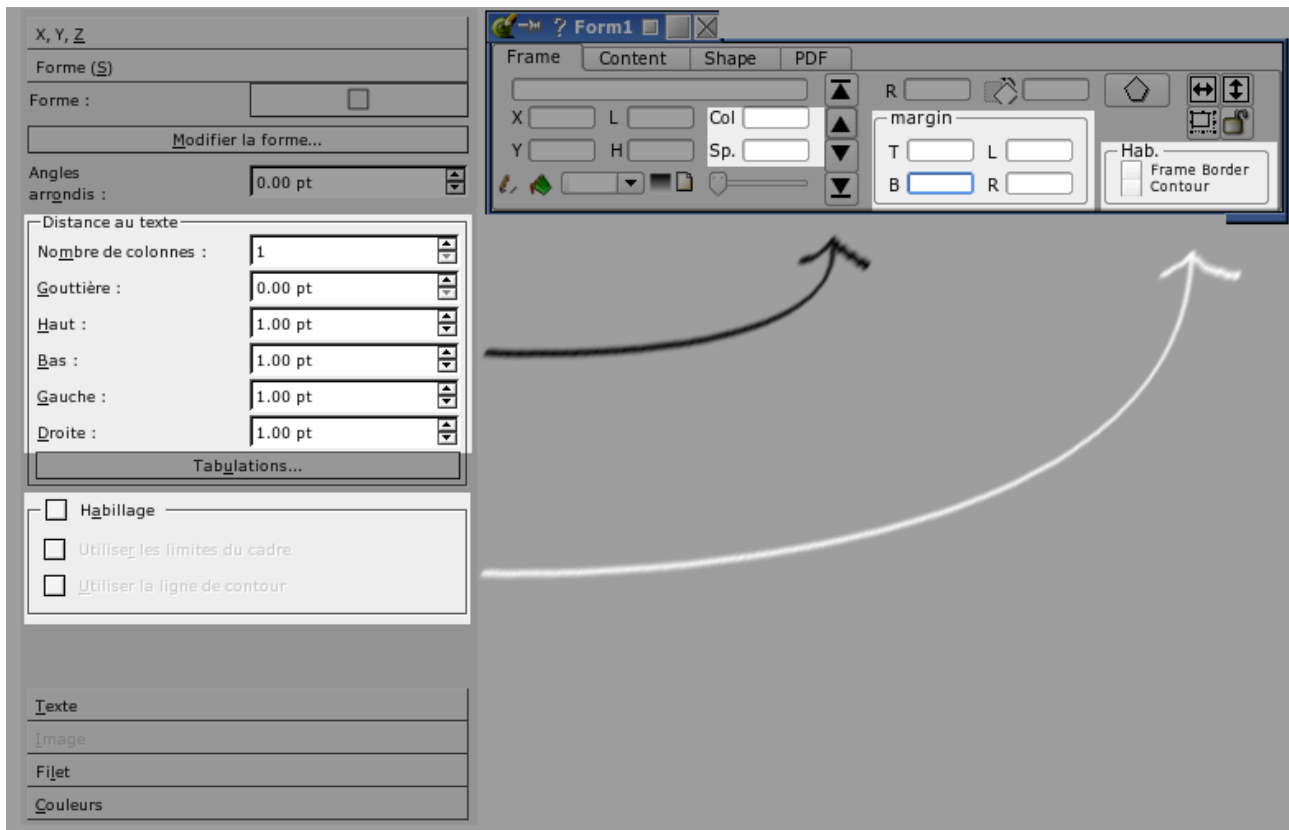 X, Y, Z
Forme (S)
Forme :
Modifier la forme...
Angles
arrondis :
0.00 pt
Distance au texte
Nombre de colonnes :
1
Gouttière :
0.00 pt
Haut :
1.00 pt
Bas :
1.00 pt
Gauche :
1.00 pt
Droite :
1.00 pt
Tabulations...
Habillage
Utiliser les limites du cadre
Utiliser la ligne de contour
Texte
Image
Filet
Couleurs
? Form1
Frame Content Shape PDF
R
X L Col
Y H Sp.
margin
T L
B R
Hab.
Frame Border
Contour